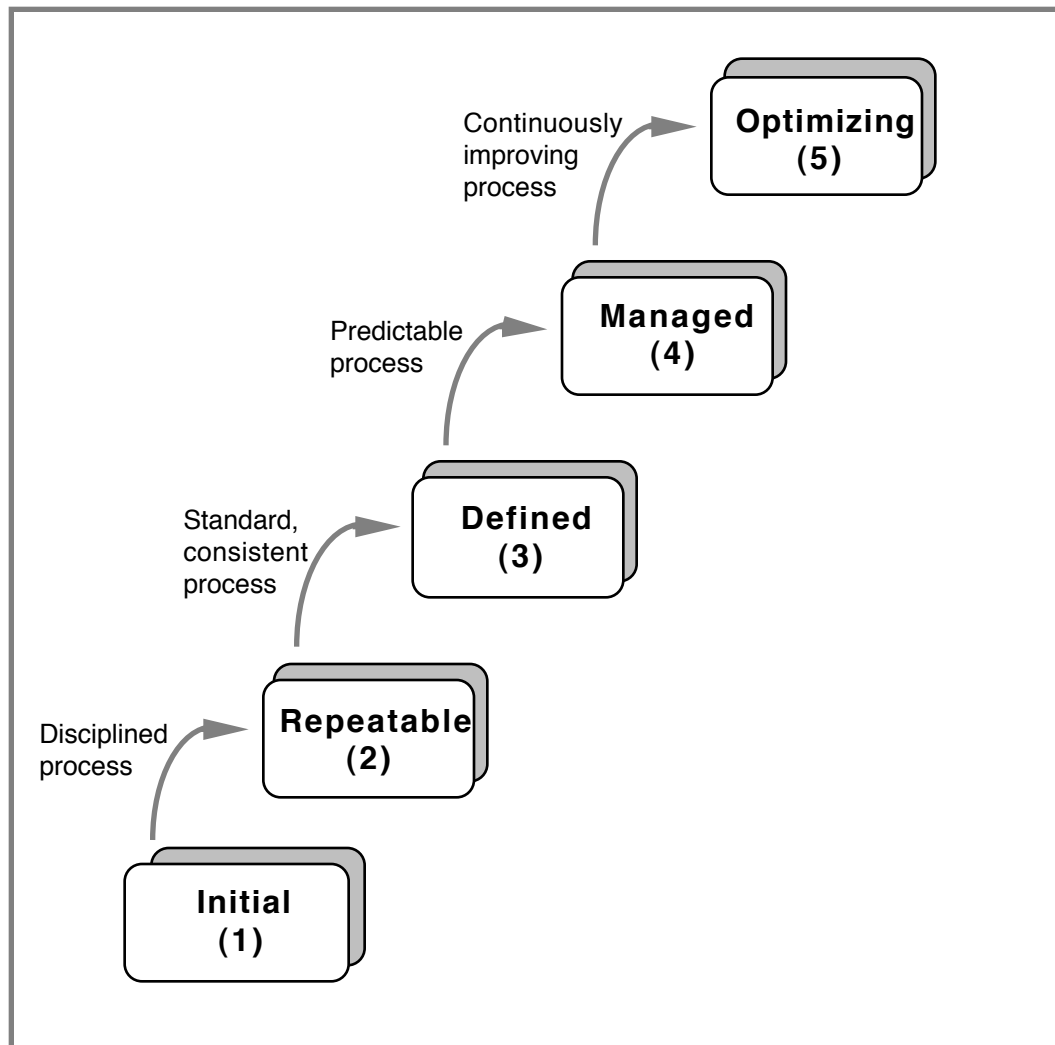 Optimizing
(5)
Continuously
improving
process
Managed
(4)
Predictable
process
Defined
(3)
Standard,
consistent
process
Repeatable
(2)
Disciplined
process
Initial
(1)